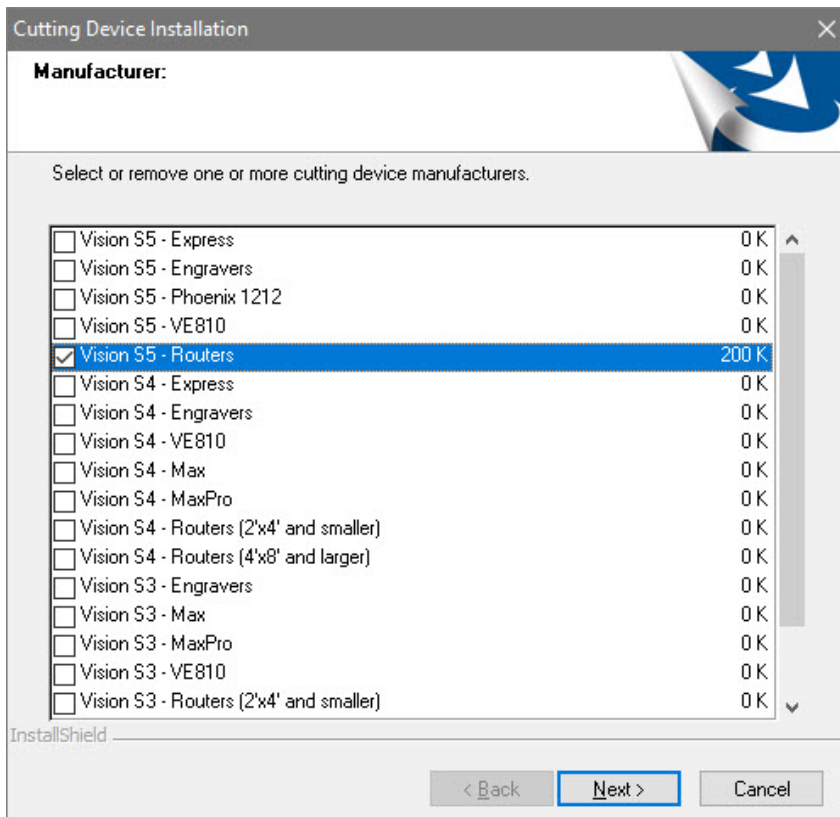 Cutting Device Installation
Manufacturer:
Select or remove one or more cutting device manufacturers.
Vision S5 - Express 0 K
Vision S5 - Engravers 0 K
Vision S5 - Phoenix 1212 0 K
Vision S5 - VE810 0 K
Vision S5 - Routers 200 K
Vision S4 - Express 0 K
Vision S4 - Engravers 0 K
Vision S4 - VE810 0 K
Vision S4 - Max 0 K
Vision S4 - MaxPro 0 K
Vision S4 - Routers (2'x4' and smaller) 0 K
Vision S4 - Routers (4'x8' and larger) 0 K
Vision S3 - Engravers 0 K
Vision S3 - Max 0 K
Vision S3 - MaxPro 0 K
Vision S3 - VE810 0 K
Vision S3 - Routers (2'x4' and smaller) 0 K
InstallShield
< Back Next > Cancel